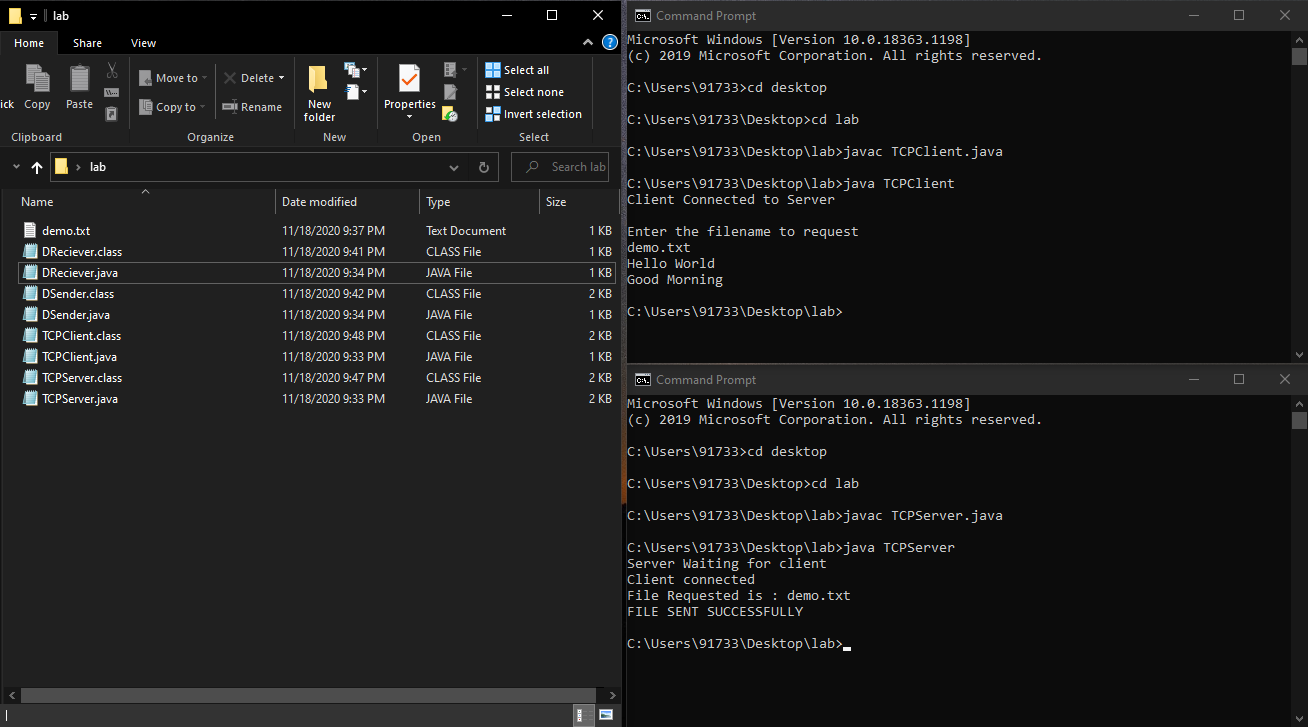 lab
Home Share View
ick Copy Paste
Move to
Copy to
Delete
Rename
New
folder
Properties
Select all
Select none
Invert selection
Clipboard Organize New Open Select
lab
Search lab
Name Date modified Type Size
demo.txt 11/18/2020 9:37 PM Text Document 1 KB
DReciever.class 11/18/2020 9:41 PM CLASS File 1 KB
DReciever.java 11/18/2020 9:34 PM JAVA File 1 KB
DSender.class 11/18/2020 9:42 PM CLASS File 2 KB
DSender.java 11/18/2020 9:34 PM JAVA File 1 KB
TCPClient.class 11/18/2020 9:48 PM CLASS File 2 KB
TCPClient.java 11/18/2020 9:33 PM JAVA File 1 KB
TCPServer.class 11/18/2020 9:47 PM CLASS File 2 KB
TCPServer.java 11/18/2020 9:33 PM JAVA File 2 KB
Command Prompt
Microsoft Windows [Version 10.0.18363.1198]
(c) 2019 Microsoft Corporation. All rights reserved.
C:\Users\91733>cd desktop
C:\Users\91733\Desktop>cd lab
C:\Users\91733\Desktop\lab>javac TCPClient.java
C:\Users\91733\Desktop\lab>java TCPClient
Client Connected to Server
Enter the filename to request
demo.txt
Hello World
Good Morning
C:\Users\91733\Desktop\lab>
Command Prompt
Microsoft Windows [Version 10.0.18363.1198]
(c) 2019 Microsoft Corporation. All rights reserved.
C:\Users\91733>cd desktop
C:\Users\91733\Desktop>cd lab
C:\Users\91733\Desktop\lab>javac TCPServer.java
C:\Users\91733\Desktop\lab>java TCPServer
Server Waiting for client
Client connected
File Requested is : demo.txt
FILE SENT SUCCESSFULLY
C:\Users\91733\Desktop\lab>